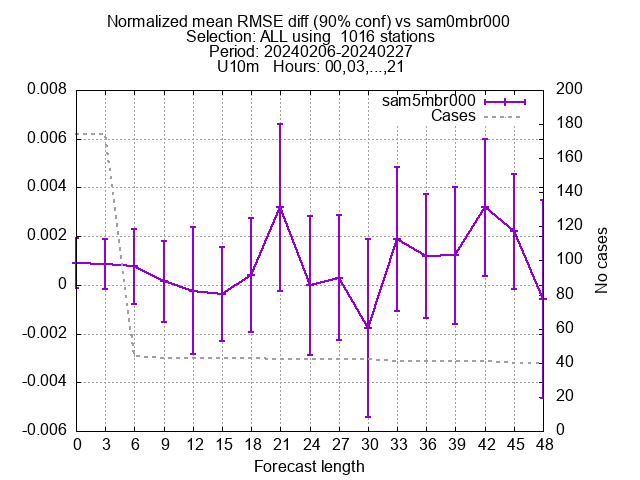 Normalized mean RMSE diff (90% conf) vs sam0mbr000
Selection: ALL using  1016 stations
Period: 20240206-20240227
U10m   Hours: 00,03,...,21
sam5mbr000
Cases
0.008
0.006
0.004
0.002
0
-0.002
-0.004
-0.006
200
180
160
140
120
100
80
60
40
20
0
No cases
0 3 6 9 12 15 18 21 24 27 30 33 36 39 42 45 48
Forecast length